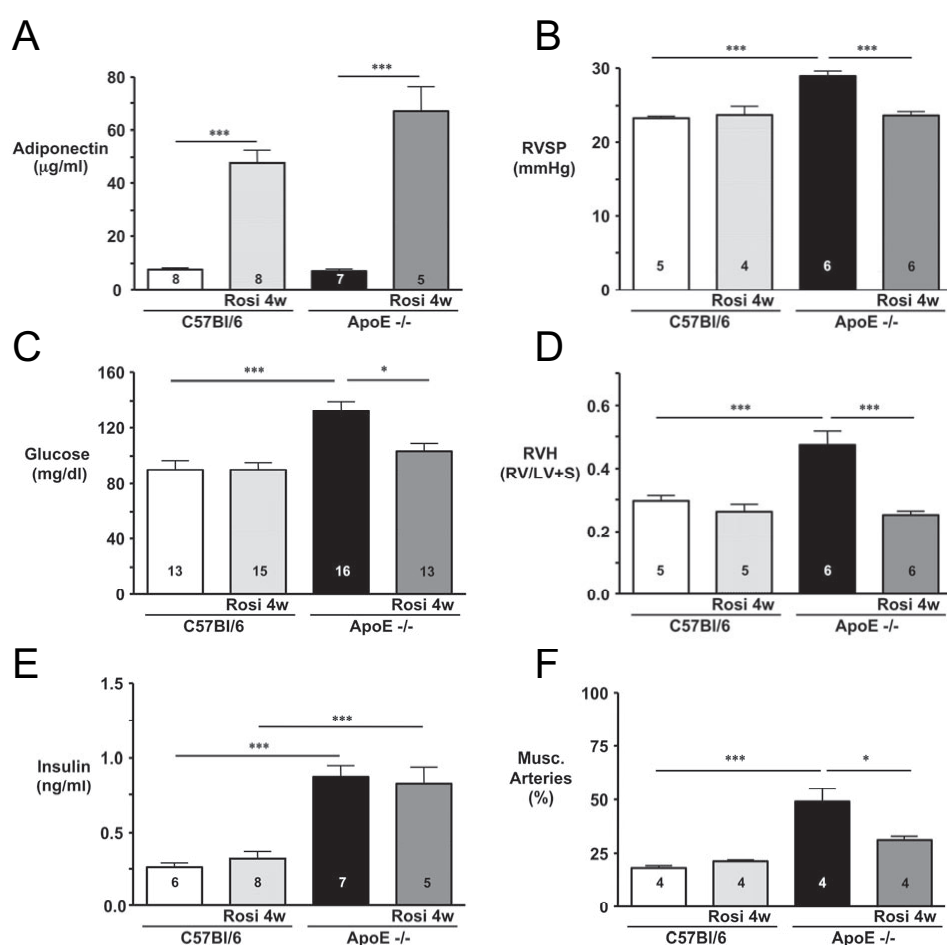 A
80
60
40
20
0
Adiponectin
(µg/ml)
***
***
8
8
7
5
Rosi 4w
Rosi 4w
C57Bl/6
ApoE -/-
B
30
20
10
0
RVSP
(mmHg)
***
***
5
4
6
6
Rosi 4w
Rosi 4w
C57Bl/6
ApoE -/-
C
160
120
80
40
0
Glucose
(mg/dl)
***
*
13
15
16
13
Rosi 4w
Rosi 4w
C57Bl/6
ApoE -/-
D
0.6
0.4
0.2
0.0
RVH
(RV/LV+S)
***
***
5
5
6
6
Rosi 4w
Rosi 4w
C57Bl/6
ApoE -/-
E
1.5
1.0
0.5
0.0
Insulin
(ng/ml)
***
***
6
8
7
5
Rosi 4w
Rosi 4w
C57Bl/6
ApoE -/-
F
100
75
50
25
0
Musc.
Arteries
(%)
***
*
4
4
4
4
Rosi 4w
Rosi 4w
C57Bl/6
ApoE -/-